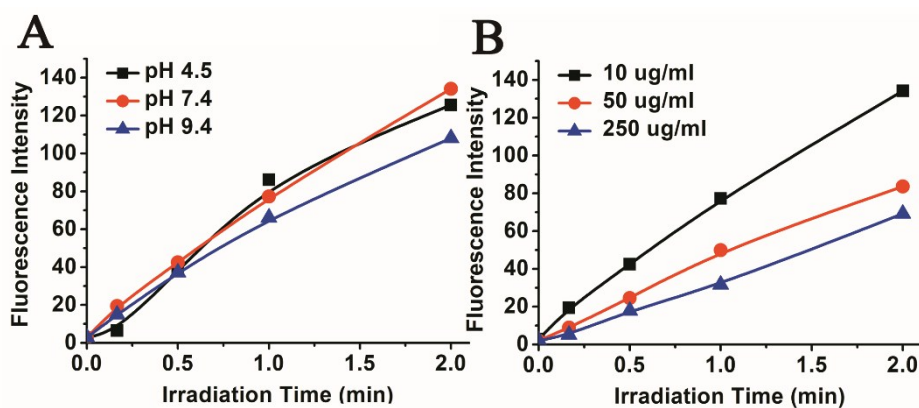 A
pH 4.5
pH 7.4
pH 9.4
Fluorescence Intensity
140
120
100
80
60
40
20
0
0.0 0.5 1.0 1.5 2.0
Irradiation Time (min)
B
10 ug/ml
50 ug/ml
250 ug/ml
Fluorescence Intensity
140
120
100
80
60
40
20
0
0.0 0.5 1.0 1.5 2.0
Irradiation Time (min)